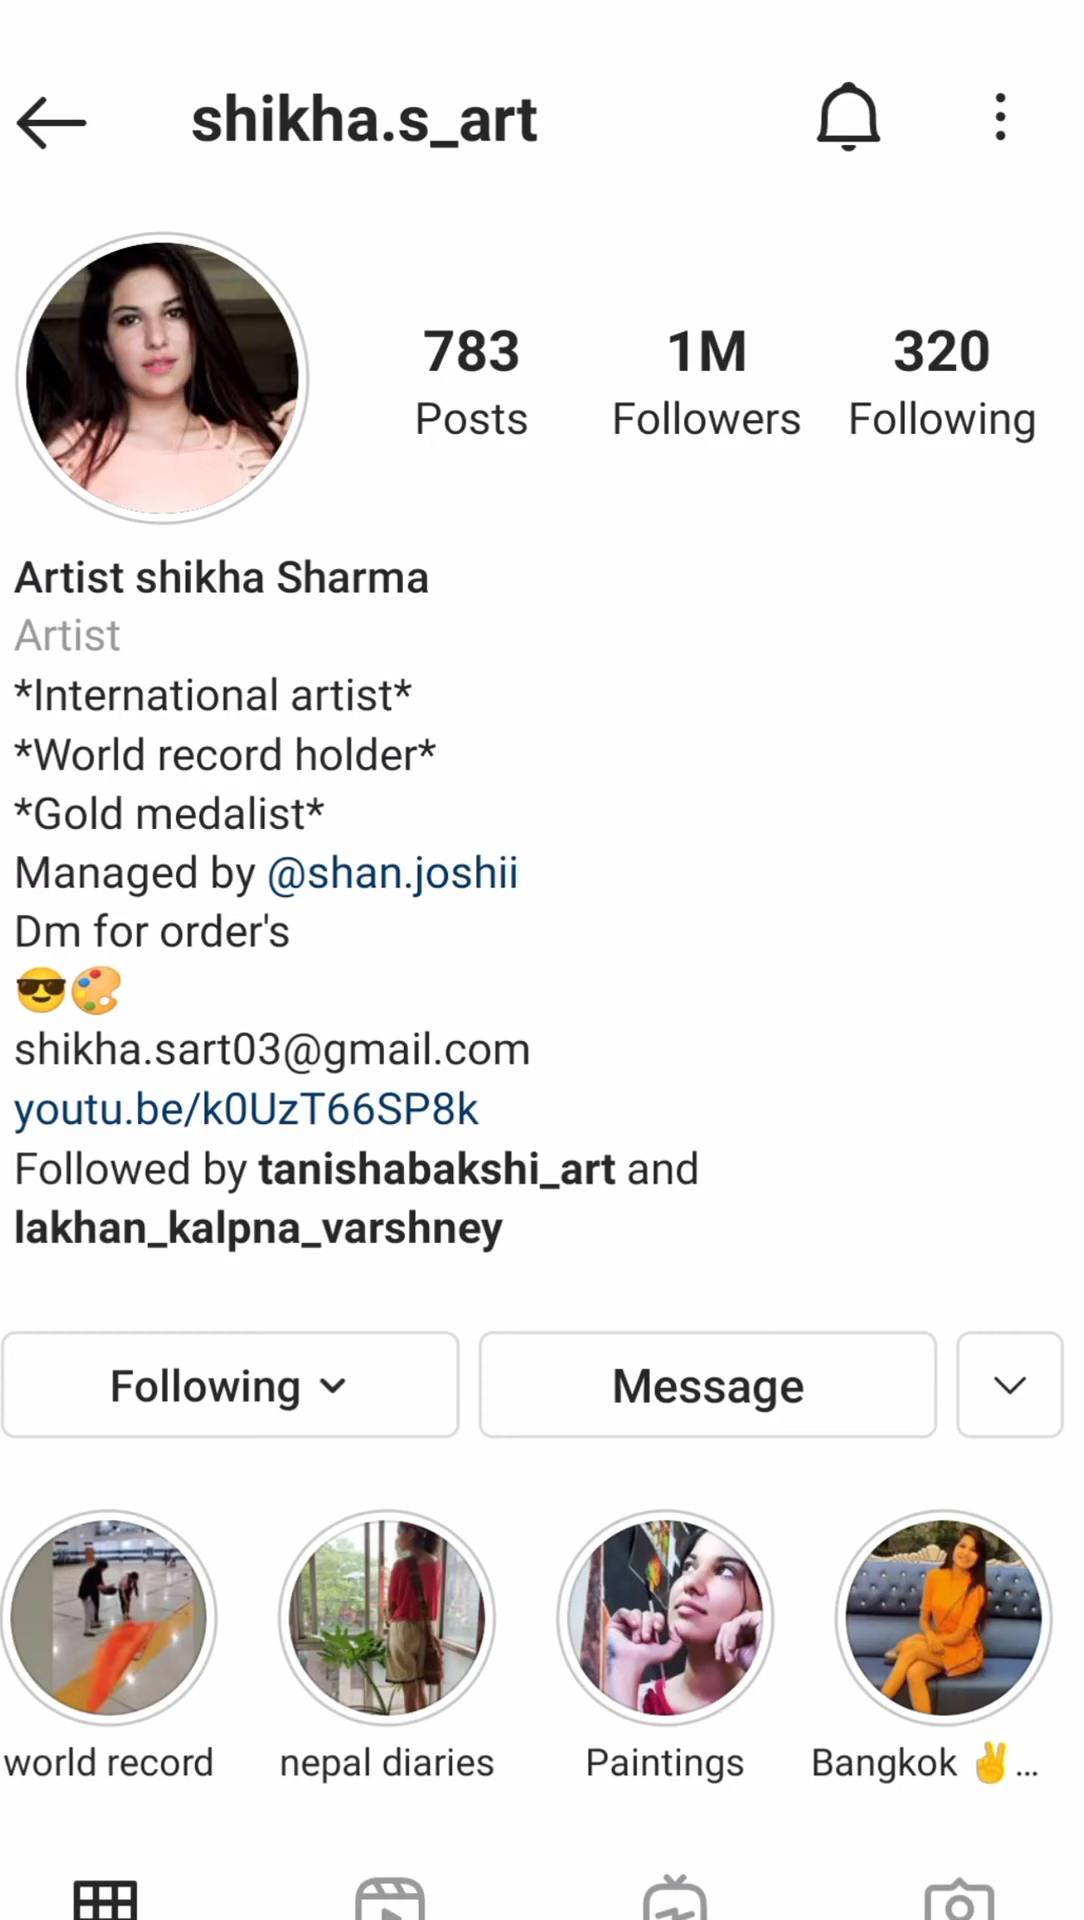 shikha.s_art
783 1M 320
Posts Followers Following
Artist shikha Sharma
Artist
*International artist*
*World record holder*
*Gold medalist*
Managed by @shan.joshii
Dm for order's
😎🎨
shikha.sart03@gmail.com
youtu.be/k0UzT66SP8k
Followed by tanishabakshi_art and
lakhan_kalpna_varshney
Following Message
world record nepal diaries Paintings Bangkok ✌️...